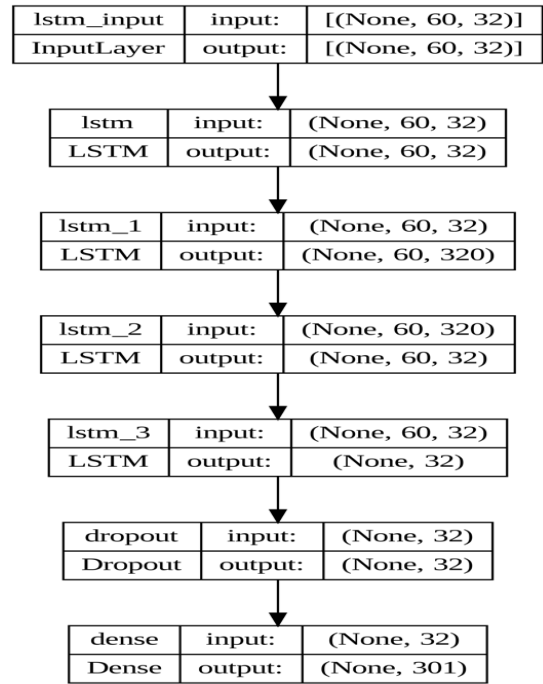 lstm_input input: [(None, 60, 32)]
InputLayer output: [(None, 60, 32)]
lstm input: (None, 60, 32)
LSTM output: (None, 60, 32)
lstm_1 input: (None, 60, 32)
LSTM output: (None, 60, 320)
lstm_2 input: (None, 60, 320)
LSTM output: (None, 60, 32)
lstm_3 input: (None, 60, 32)
LSTM output: (None, 32)
dropout input: (None, 32)
Dropout output: (None, 32)
dense input: (None, 32)
Dense output: (None, 301)